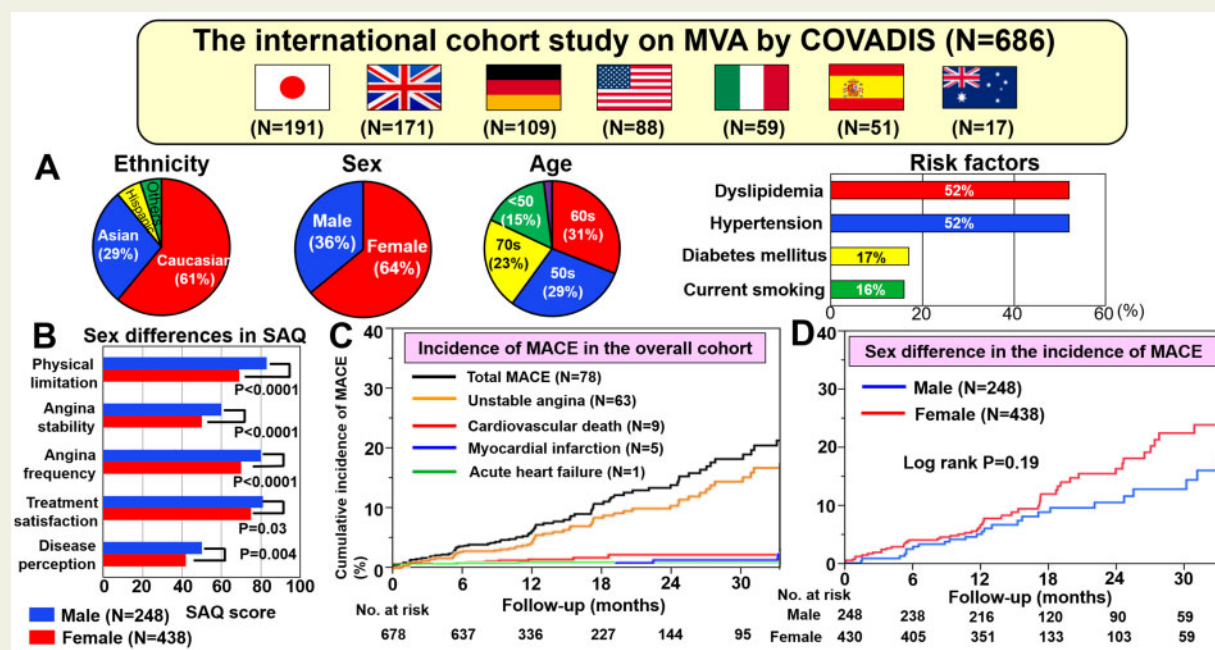 The international cohort study on MVA by COVADIS (N=686)
(N=191) (N=171) (N=109) (N=88) (N=59) (N=51) (N=17)
A
Ethnicity
Others
Hispanic
Asian
(29%)
Caucasian
(61%)
Sex
Male
(36%)
Female
(64%)
Age
<50
(15%)
60s
(31%)
70s
(23%)
50s
(29%)
Risk factors
Dyslipidemia 52%
Hypertension 52%
Diabetes mellitus 17%
Current smoking 16%
20 40 60 (%)
B
Sex differences in SAQ
Physical
limitation
P<0.0001
Angina
stability
P<0.0001
Angina
frequency
P<0.0001
Treatment
satisfaction
P=0.03
Disease
perception
P=0.004
0 20 40 60 80 100
SAQ score
Male (N=248)
Female (N=438)
C
Incidence of MACE in the overall cohort
Total MACE (N=78)
Unstable angina (N=63)
Cardiovascular death (N=9)
Myocardial infarction (N=5)
Acute heart failure (N=1)
Cumulative incidence of MACE
(%)
40
30
20
10
0
0 6 12 18 24 30
Follow-up (months)
No. at risk
678 637 336 227 144 95
D
Sex difference in the incidence of MACE
Male (N=248)
Female (N=438)
Log rank P=0.19
40
30
20
10
0
0 6 12 18 24 30
Follow-up (months)
No. at risk
Male 248 238 216 120 90 59
Female 430 405 351 133 103 59